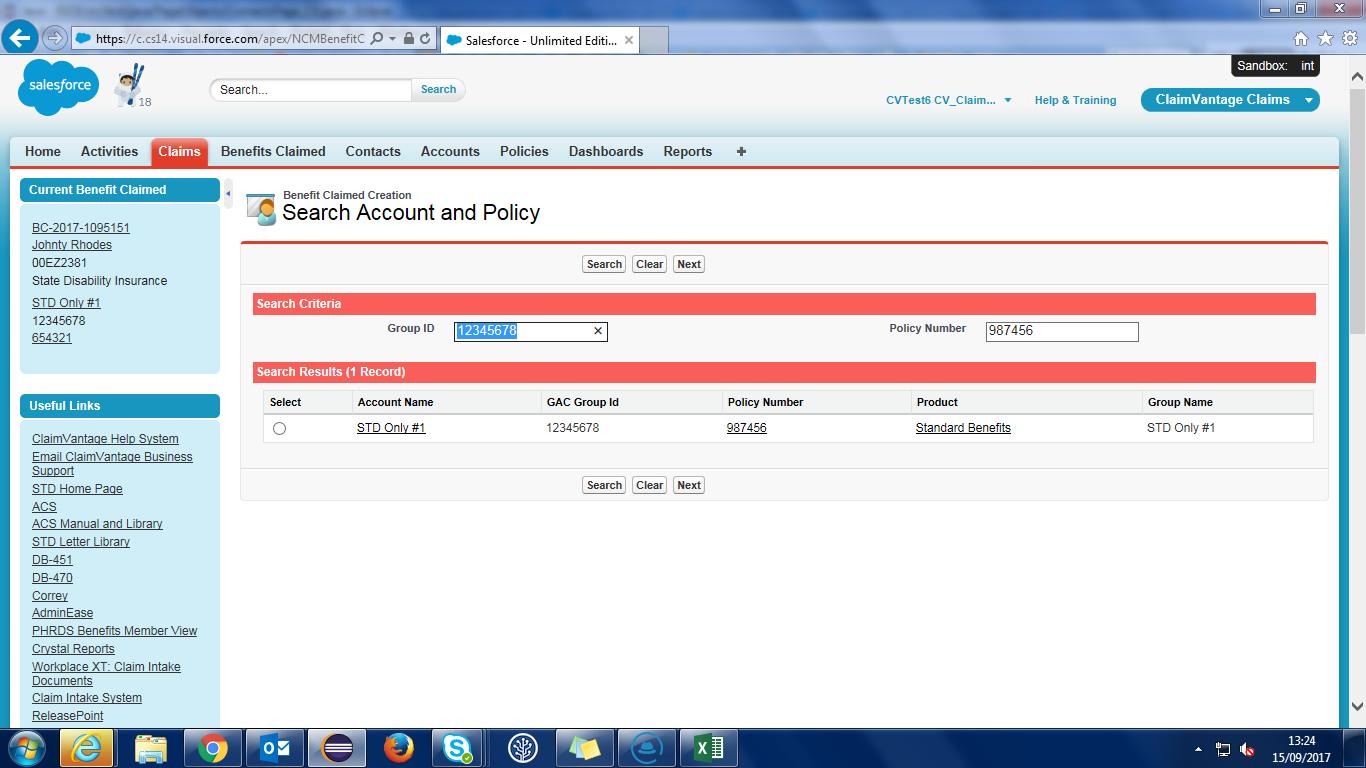 https://c.cs14.visual.force.com/apex/NCMBenefitC
Salesforce - Unlimited Editi...
Sandbox: int
salesforce
18
Search...
Search
CVTest6 CV_Claim...
Help & Training
ClaimVantage Claims
Home Activities Claims Benefits Claimed Contacts Accounts Policies Dashboards Reports +
Current Benefit Claimed
BC-2017-1095151
Johnty Rhodes
00EZ2381
State Disability Insurance
STD Only #1
12345678
654321
Useful Links
ClaimVantage Help System
Email ClaimVantage Business
Support
STD Home Page
ACS
ACS Manual and Library
STD Letter Library
DB-451
DB-470
Correy
AdminEase
PHRDS Benefits Member View
Crystal Reports
Workplace XT: Claim Intake
Documents
Claim Intake System
ReleasePoint
Benefit Claimed Creation
Search Account and Policy
Search Clear Next
Search Criteria
Group ID 12345678 Policy Number 987456
Search Results (1 Record)
Select Account Name GAC Group Id Policy Number Product Group Name
STD Only #1 12345678 987456 Standard Benefits STD Only #1
Search Clear Next
13:24
15/09/2017